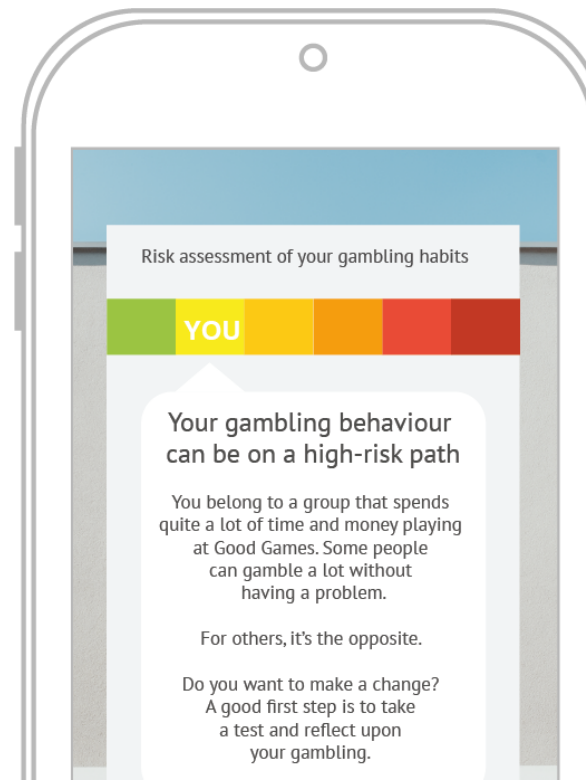 Risk assessment of your gambling habits
YOU
Your gambling behaviour
can be on a high-risk path
You belong to a group that spends
quite a lot of time and money playing
at Good Games. Some people
can gamble a lot without
having a problem.
For others, it's the opposite.
Do you want to make a change?
A good first step is to take
a test and reflect upon
your gambling.